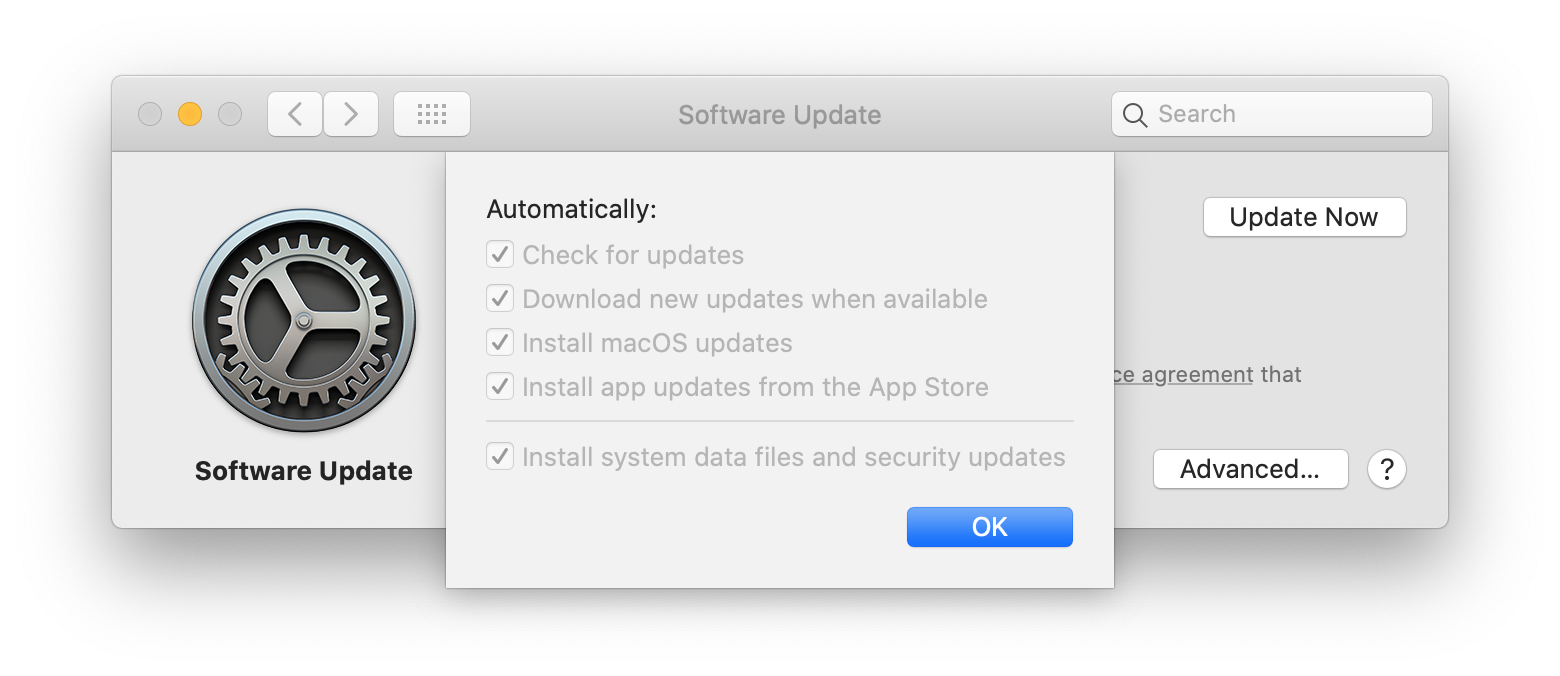 Software Update
Search
Automatically:
Check for updates
Download new updates when available
Install macOS updates
Install app updates from the App Store
Install system data files and security updates
OK
Software Update
Update Now
agreement that
Advanced...
?